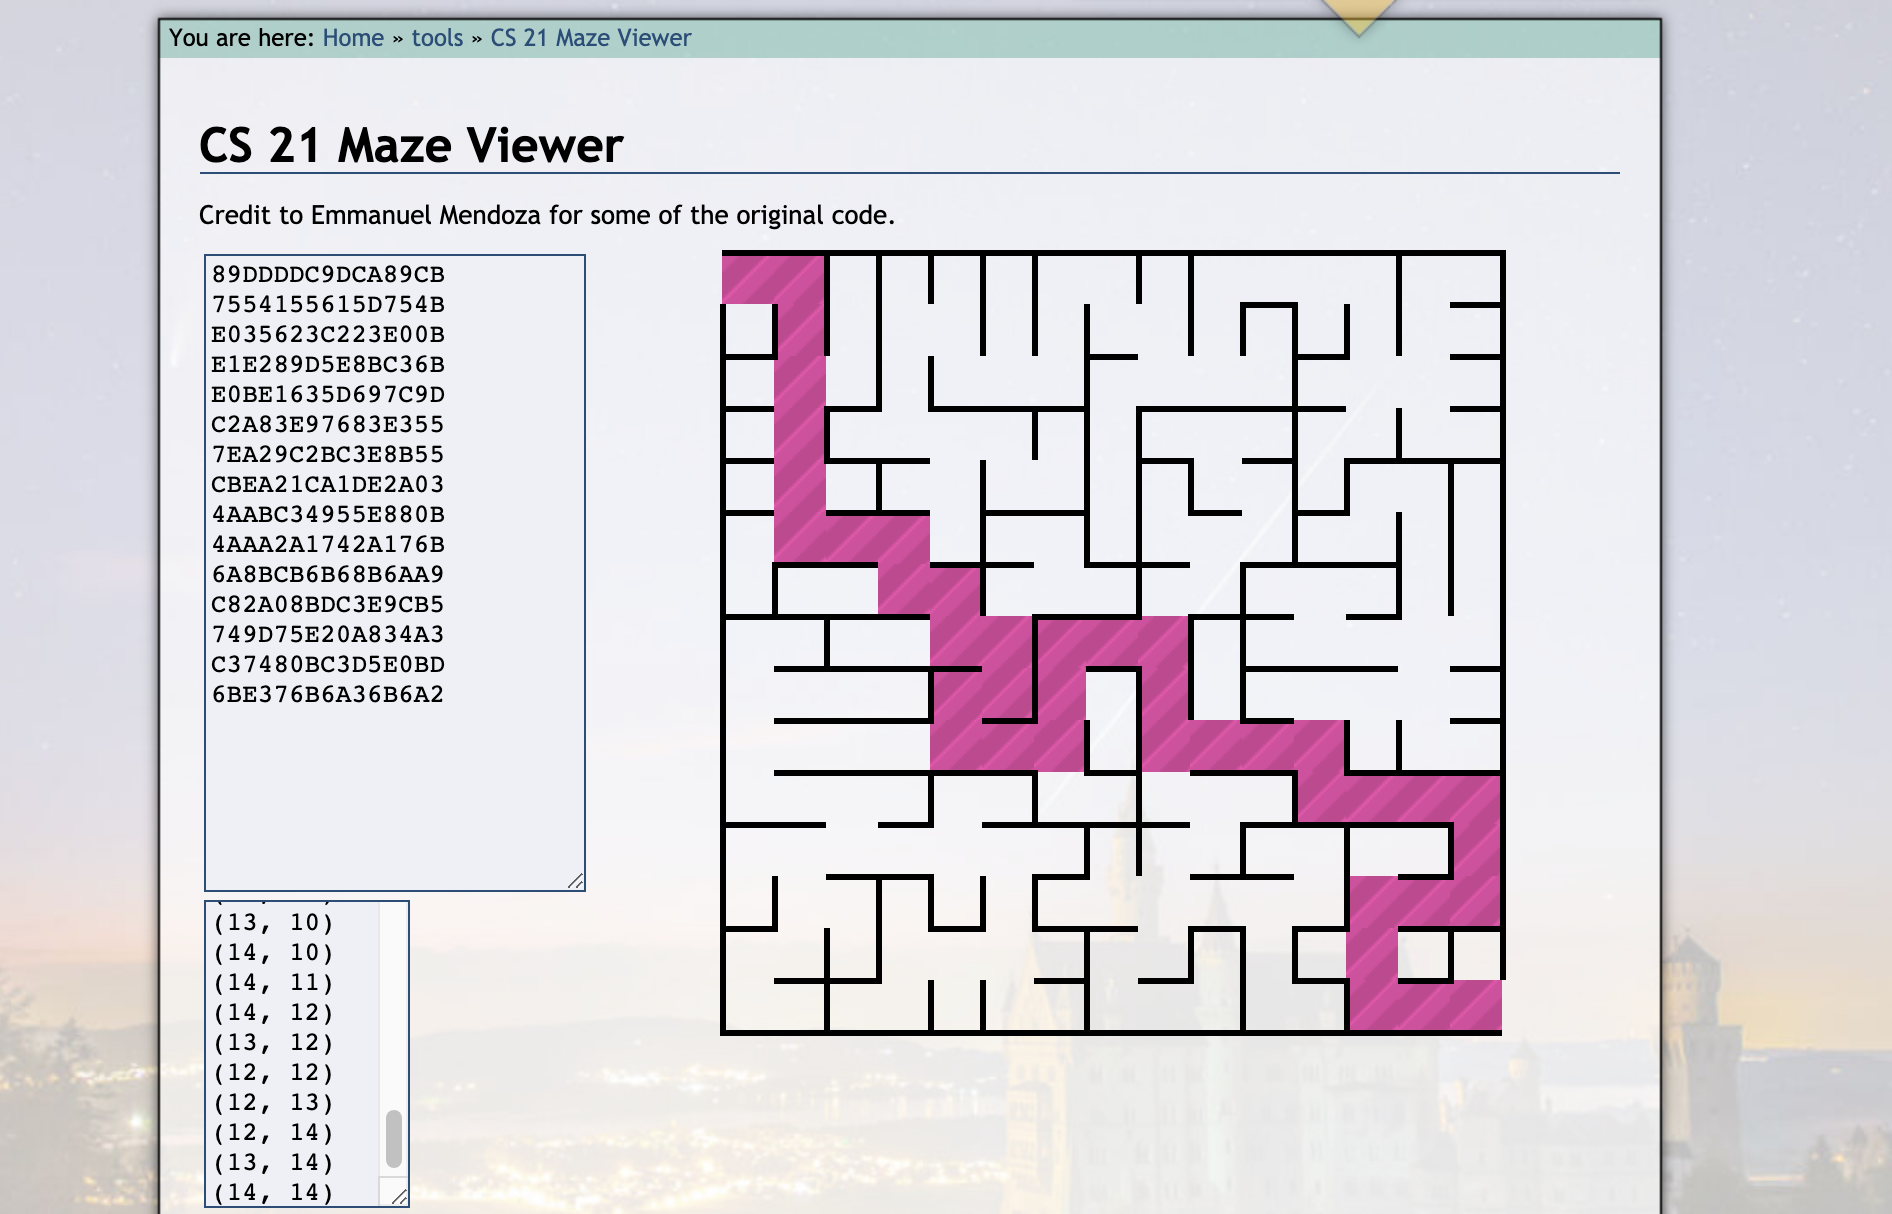 You are here: Home » tools » CS 21 Maze Viewer
CS 21 Maze Viewer
Credit to Emmanuel Mendoza for some of the original code.
89DDDDC9DCA89CB
7554155615D754B
E035623C223E00B
E1E289D5E8BC36B
E0BE1635D697C9D
C2A83E97683E355
7EA29C2BC3E8B55
CBEA21CA1DE2A03
4AABC34955E880B
4AAA2A1742A176B
6A8BCB6B68B6AA9
C82A08BDC3E9CB5
749D75E20A834A3
C37480BC3D5E0BD
6BE376B6A36B6A2
(13, 10)
(14, 10)
(14, 11)
(14, 12)
(13, 12)
(12, 12)
(12, 13)
(12, 14)
(13, 14)
(14, 14)